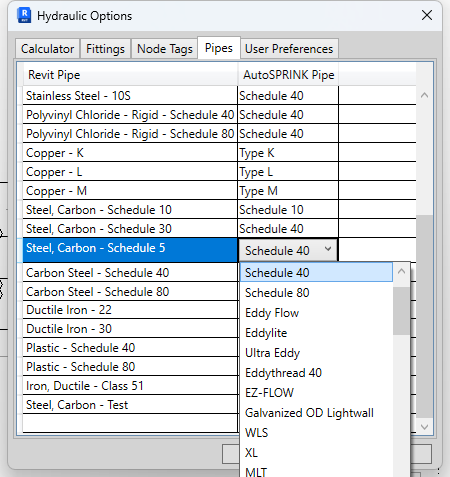 Hydraulic Options
Calculator Fittings Node Tags Pipes User Preferences
Revit Pipe AutoSPRINK Pipe
Stainless Steel - 10S Schedule 40
Polyvinyl Chloride - Rigid - Schedule 40 Schedule 40
Polyvinyl Chloride - Rigid - Schedule 80 Schedule 40
Copper - K Type K
Copper - L Type L
Copper - M Type M
Steel, Carbon - Schedule 10 Schedule 10
Steel, Carbon - Schedule 30 Schedule 40
Steel, Carbon - Schedule 5 Schedule 40
Carbon Steel - Schedule 40 Schedule 40
Carbon Steel - Schedule 80 Schedule 80
Ductile Iron - 22 Eddy Flow
Ductile Iron - 30 Eddylite
Plastic - Schedule 40 Ultra Eddy
Plastic - Schedule 80 Eddythread 40
Iron, Ductile - Class 51 EZ-FLOW
Steel, Carbon - Test Galvanized OD Lightwall
WLS
XL
MLT